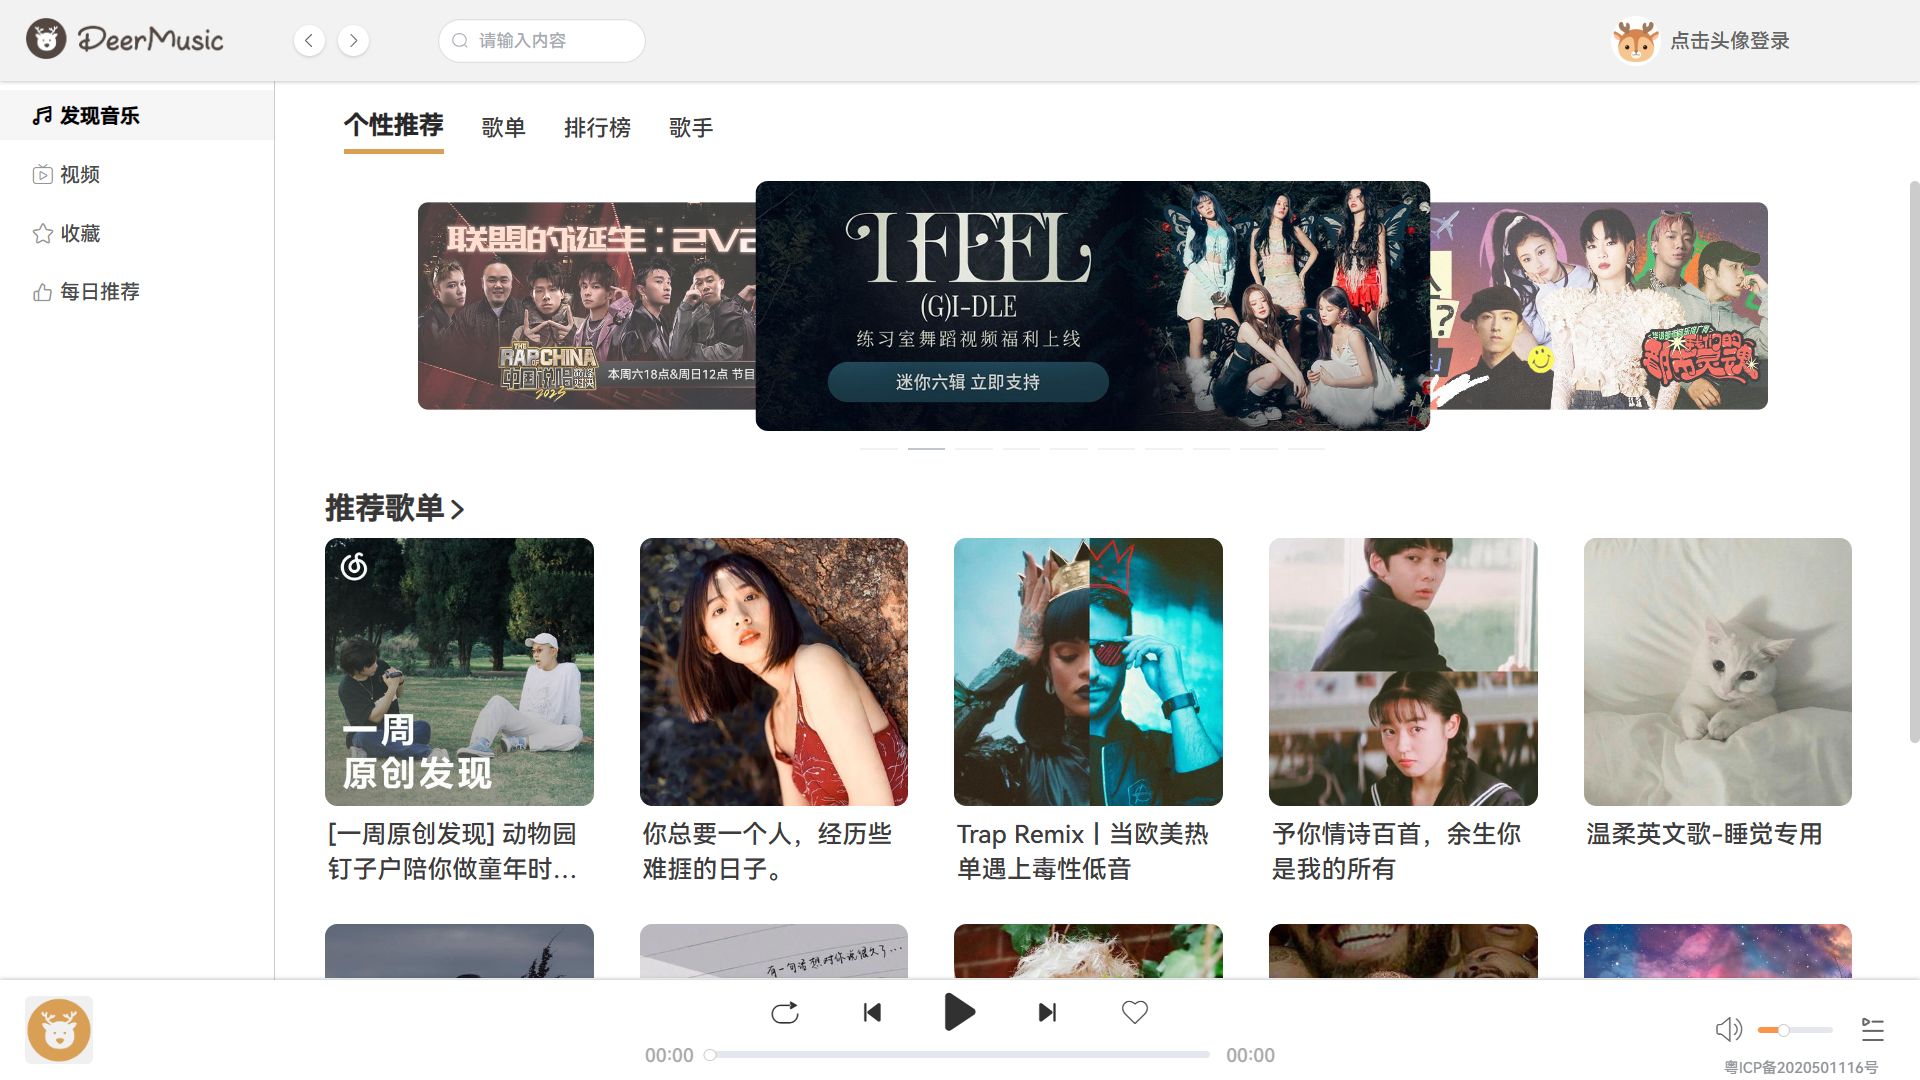 DeerMusic
请输入内容
点击头像登录
发现音乐
视频
收藏
每日推荐
个性推荐 歌单 排行榜 歌手
联盟的诞生:2V2
THE RAP OF CHINA
中国说唱 巅峰对决
2023
本周六18点&周日12点 节目
I FEEL
(G)I-DLE
练习室舞蹈视频福利上线
迷你六辑 立即支持
?
都市灵魂
推荐歌单
一周
原创发现
[一周原创发现] 动物园
钉子户陪你做童年时...
你总要一个人，经历些
难捱的日子。
Trap Remix丨当欧美热
单遇上毒性低音
予你情诗百首，余生你
是我的所有
温柔英文歌-睡觉专用
有一句话想对你说很久了...
00:00
00:00
粤ICP备2020501116号